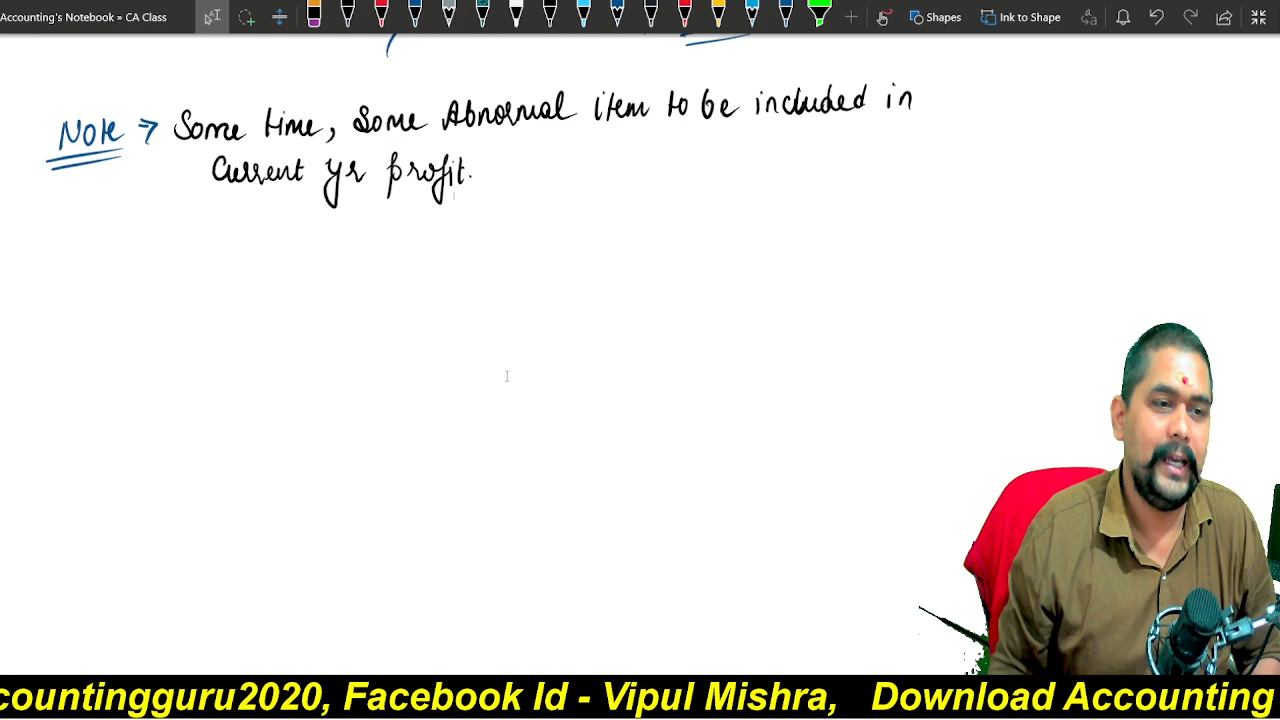 Accounting's Notebook » CA Class
Shapes
Ink to Shape
Note → Some time, Some Abnormal item to be included in
Current yr profit.
countingguru2020, Facebook Id - Vipul Mishra, Download Accounting